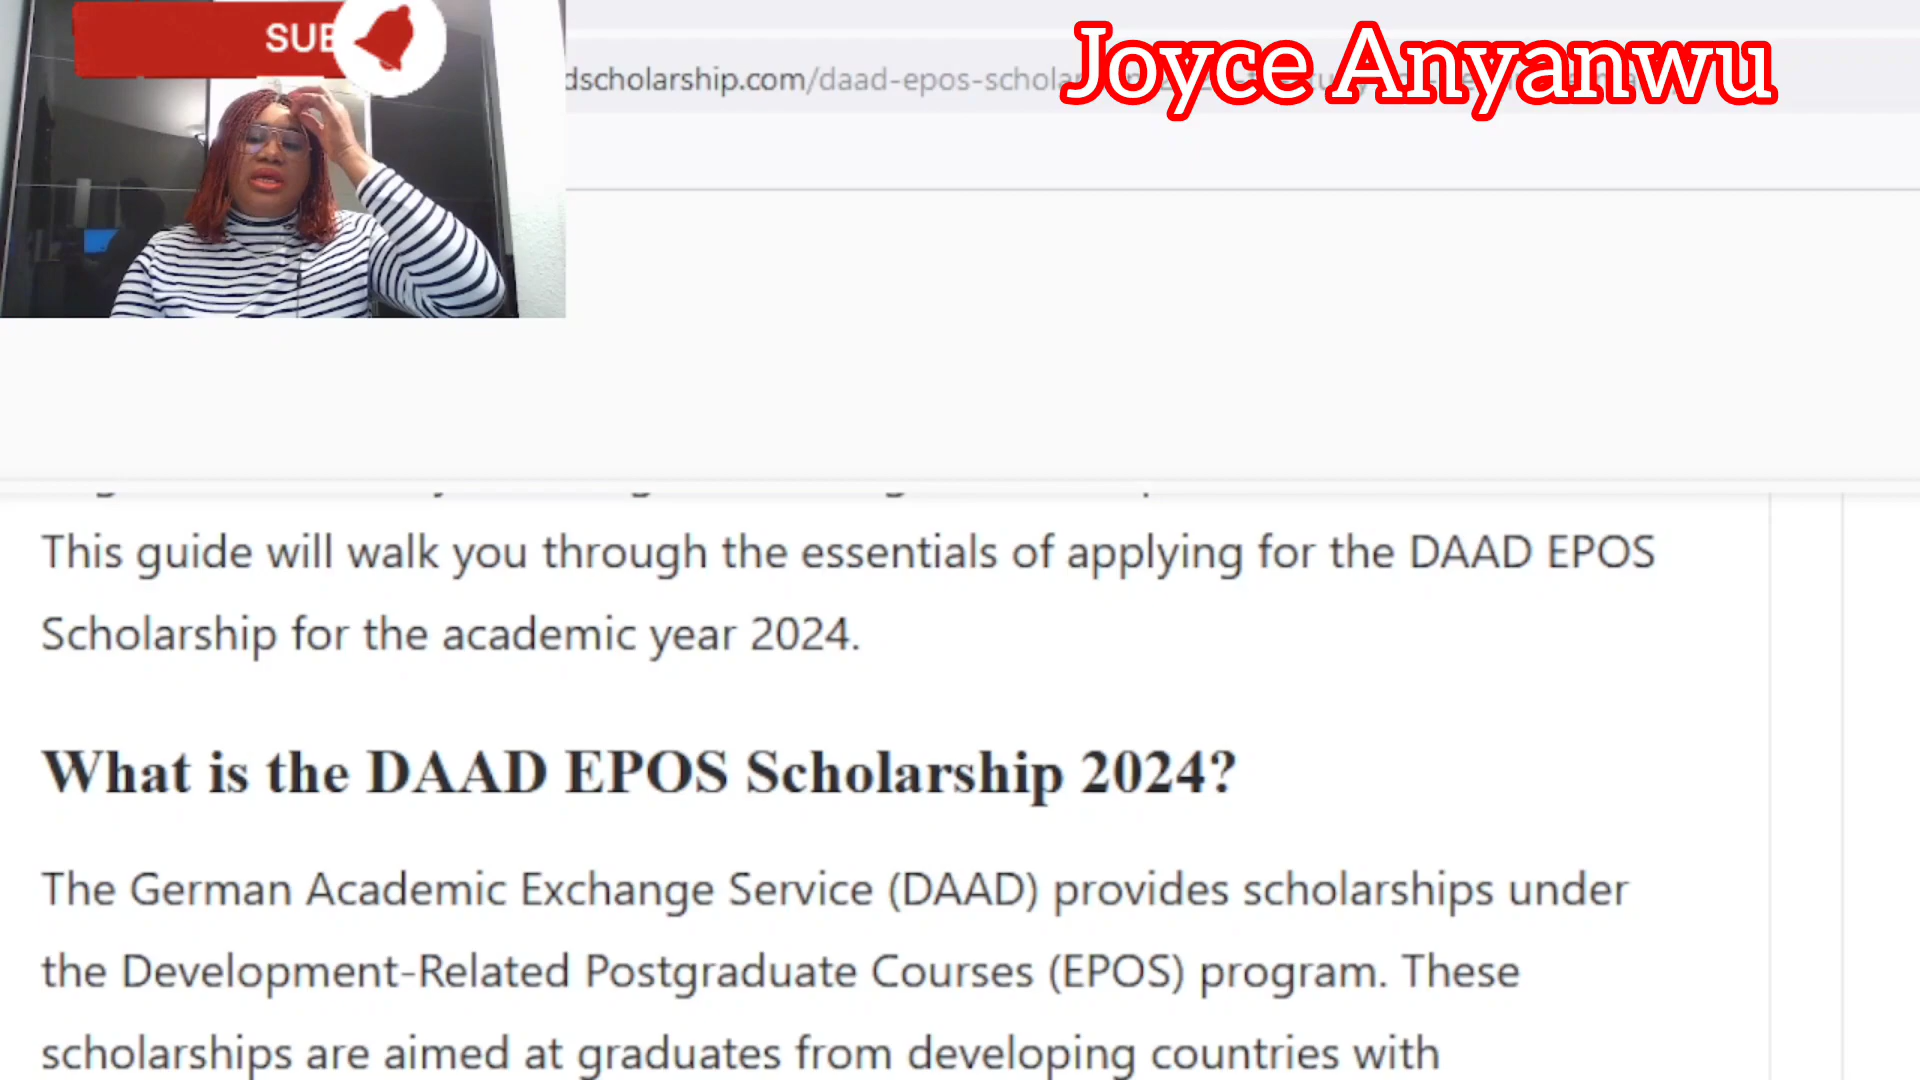 SUB
Joyce Anyanwu
dscholarship.com/daad-epos-schola
This guide will walk you through the essentials of applying for the DAAD EPOS
Scholarship for the academic year 2024.
What is the DAAD EPOS Scholarship 2024?
The German Academic Exchange Service (DAAD) provides scholarships under
the Development-Related Postgraduate Courses (EPOS) program. These
scholarships are aimed at graduates from developing countries with